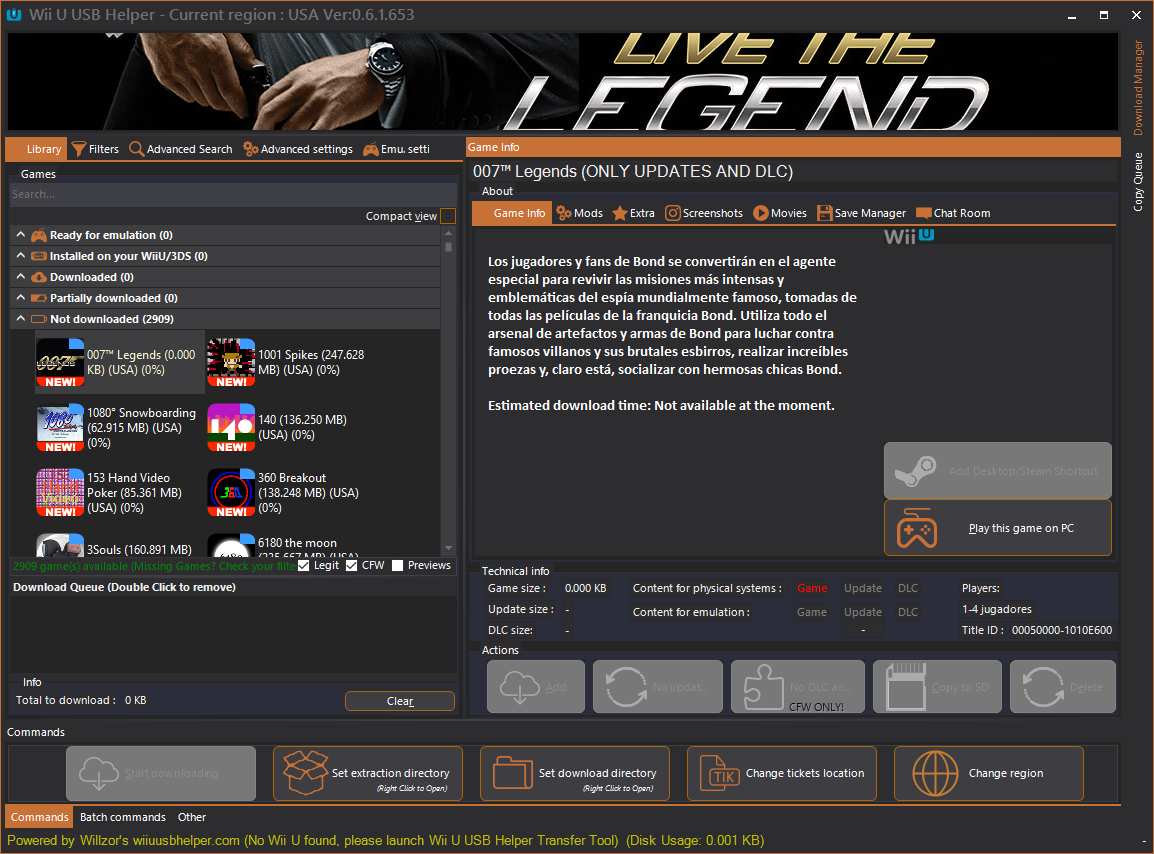 Wii U USB Helper - Current region : USA Ver:0.6.1.653
LIVE THE
LEGEND
Download Manager
Copy Queue
Library
Filters
Advanced Search
Advanced settings
Emu. setti
Games
Search...
Compact view
Ready for emulation (0)
Installed on your WiiU/3DS (0)
Downloaded (0)
Partially downloaded (0)
Not downloaded (2909)
007
NEW!
007™ Legends (0.000
KB) (USA) (0%)
NEW!
1001 Spikes (247.628
MB) (USA) (0%)
1080°
NEW!
1080° Snowboarding
(62.915 MB) (USA)
(0%)
140
NEW!
140 (136.250 MB)
(USA) (0%)
NEW!
153 Hand Video
Poker (85.361 MB)
(USA) (0%)
360
NEW!
360 Breakout
(138.248 MB) (USA)
(0%)
3Souls (160.891 MB)
6180
6180 the moon
(235.667 MB) (USA)
2909 game(s) available (Missing Games? Check your filte
Legit
CFW
Previews
Download Queue (Double Click to remove)
Info
Total to download : 0 KB
Clear
Game Info
007™ Legends (ONLY UPDATES AND DLC)
About
Game Info
Mods
Extra
Screenshots
Movies
Save Manager
Chat Room
Wii U
Los jugadores y fans de Bond se convertirán en el agente
especial para revivir las misiones más intensas y
emblemáticas del espía mundialmente famoso, tomadas de
todas las películas de la franquicia Bond. Utiliza todo el
arsenal de artefactos y armas de Bond para luchar contra
famosos villanos y sus brutales esbirros, realizar increíbles
proezas y, claro está, socializar con hermosas chicas Bond.
Estimated download time: Not available at the moment.
Add Desktop/Steam Shortcut
Play this game on PC
Technical info
Game size : 0.000 KB
Update size : -
DLC size: -
Content for physical systems : Game Update DLC
Content for emulation : Game Update DLC
-
Players:
1-4 jugadores
Title ID : 00050000-1010E600
Actions
Add
No updat...
No DLC av...
CFW ONLY!
Copy to SD
Delete
Commands
Start downloading
Set extraction directory
(Right Click to Open)
Set download directory
(Right Click to Open)
TIK
Change tickets location
Change region
Commands
Batch commands
Other
Powered by Willzor's wiiuusbhelper.com (No Wii U found, please launch Wii U USB Helper Transfer Tool) (Disk Usage: 0.001 KB)
-